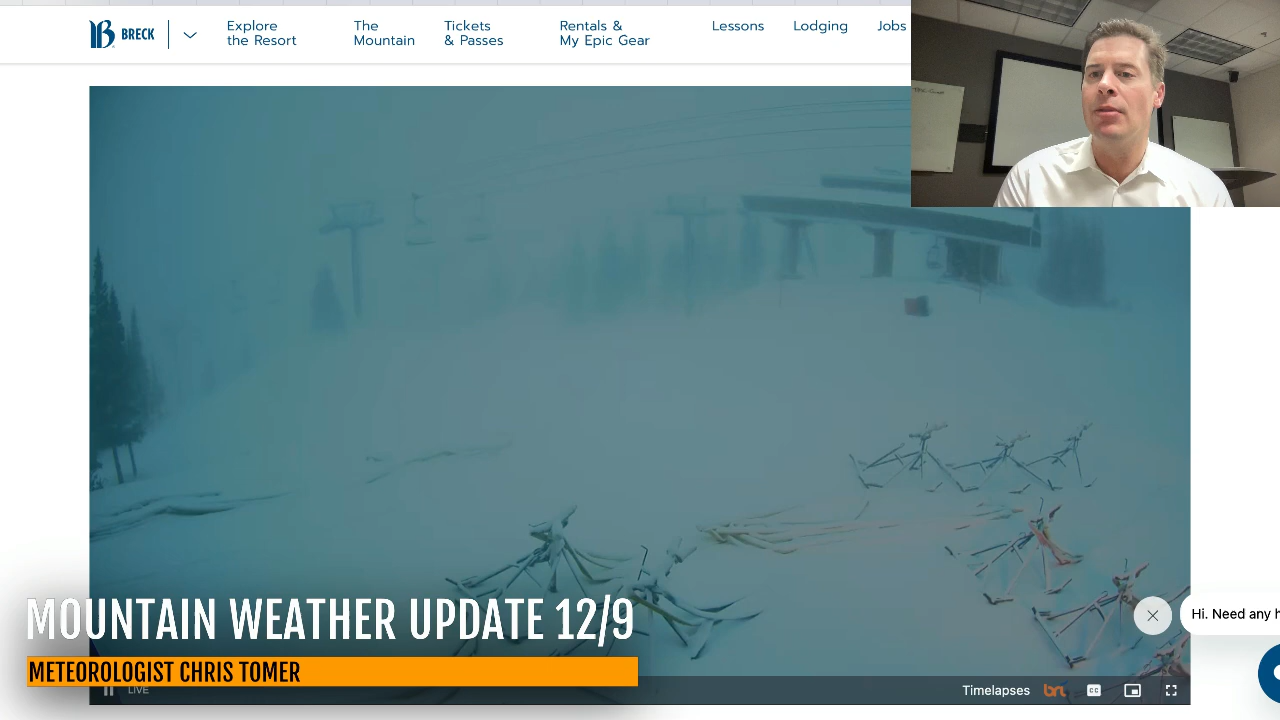 BRECK
Explore
the Resort
The
Mountain
Tickets
& Passes
Rentals &
My Epic Gear
Lessons
Lodging
Jobs
Hi. Need any h
MOUNTAIN WEATHER UPDATE 12/9
METEOROLOGIST CHRIS TOMER
LIVE
Timelapses
CC